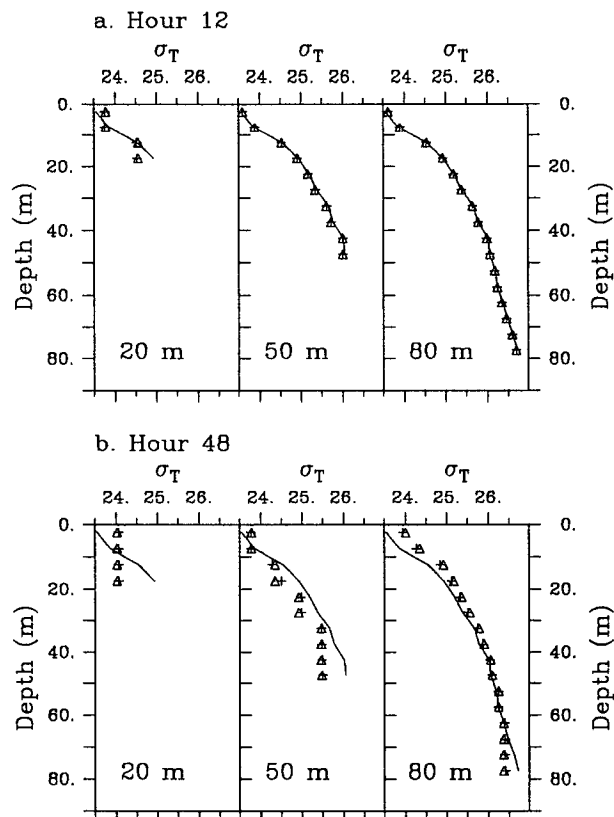 a. Hour 12
σT σT σT
24. 25. 26. 24. 25. 26. 24. 25. 26.
0. 0.
20. 20.
40. 40.
60. 60.
80. 80.
Depth (m) Depth (m)
20 m 50 m 80 m
b. Hour 48
σT σT σT
24. 25. 26. 24. 25. 26. 24. 25. 26.
0. 0.
20. 20.
40. 40.
60. 60.
80. 80.
Depth (m) Depth (m)
20 m 50 m 80 m